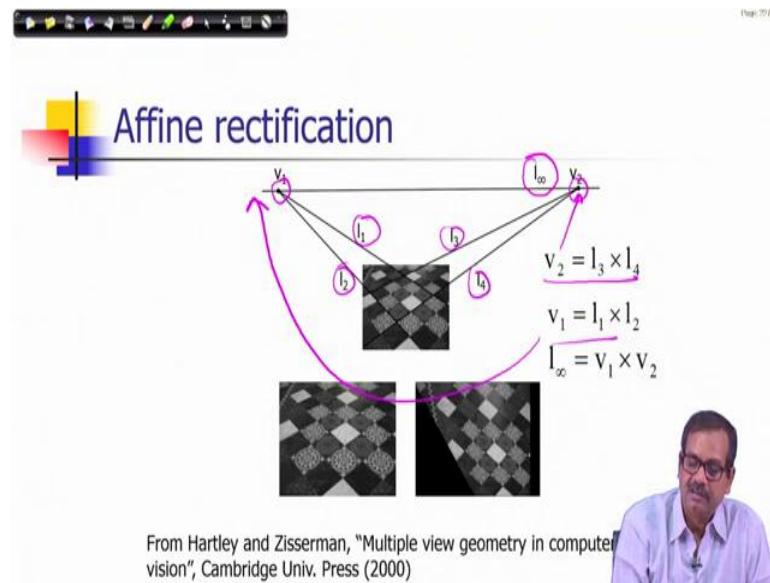 Affine rectification
v₁ l∞ v₂
l₁ l₃
l₂ l₄
v₂ = l₃ × l₄
v₁ = l₁ × l₂
l∞ = v₁ × v₂
From Hartley and Zisserman, “Multiple view geometry in computer
vision”, Cambridge Univ. Press (2000)